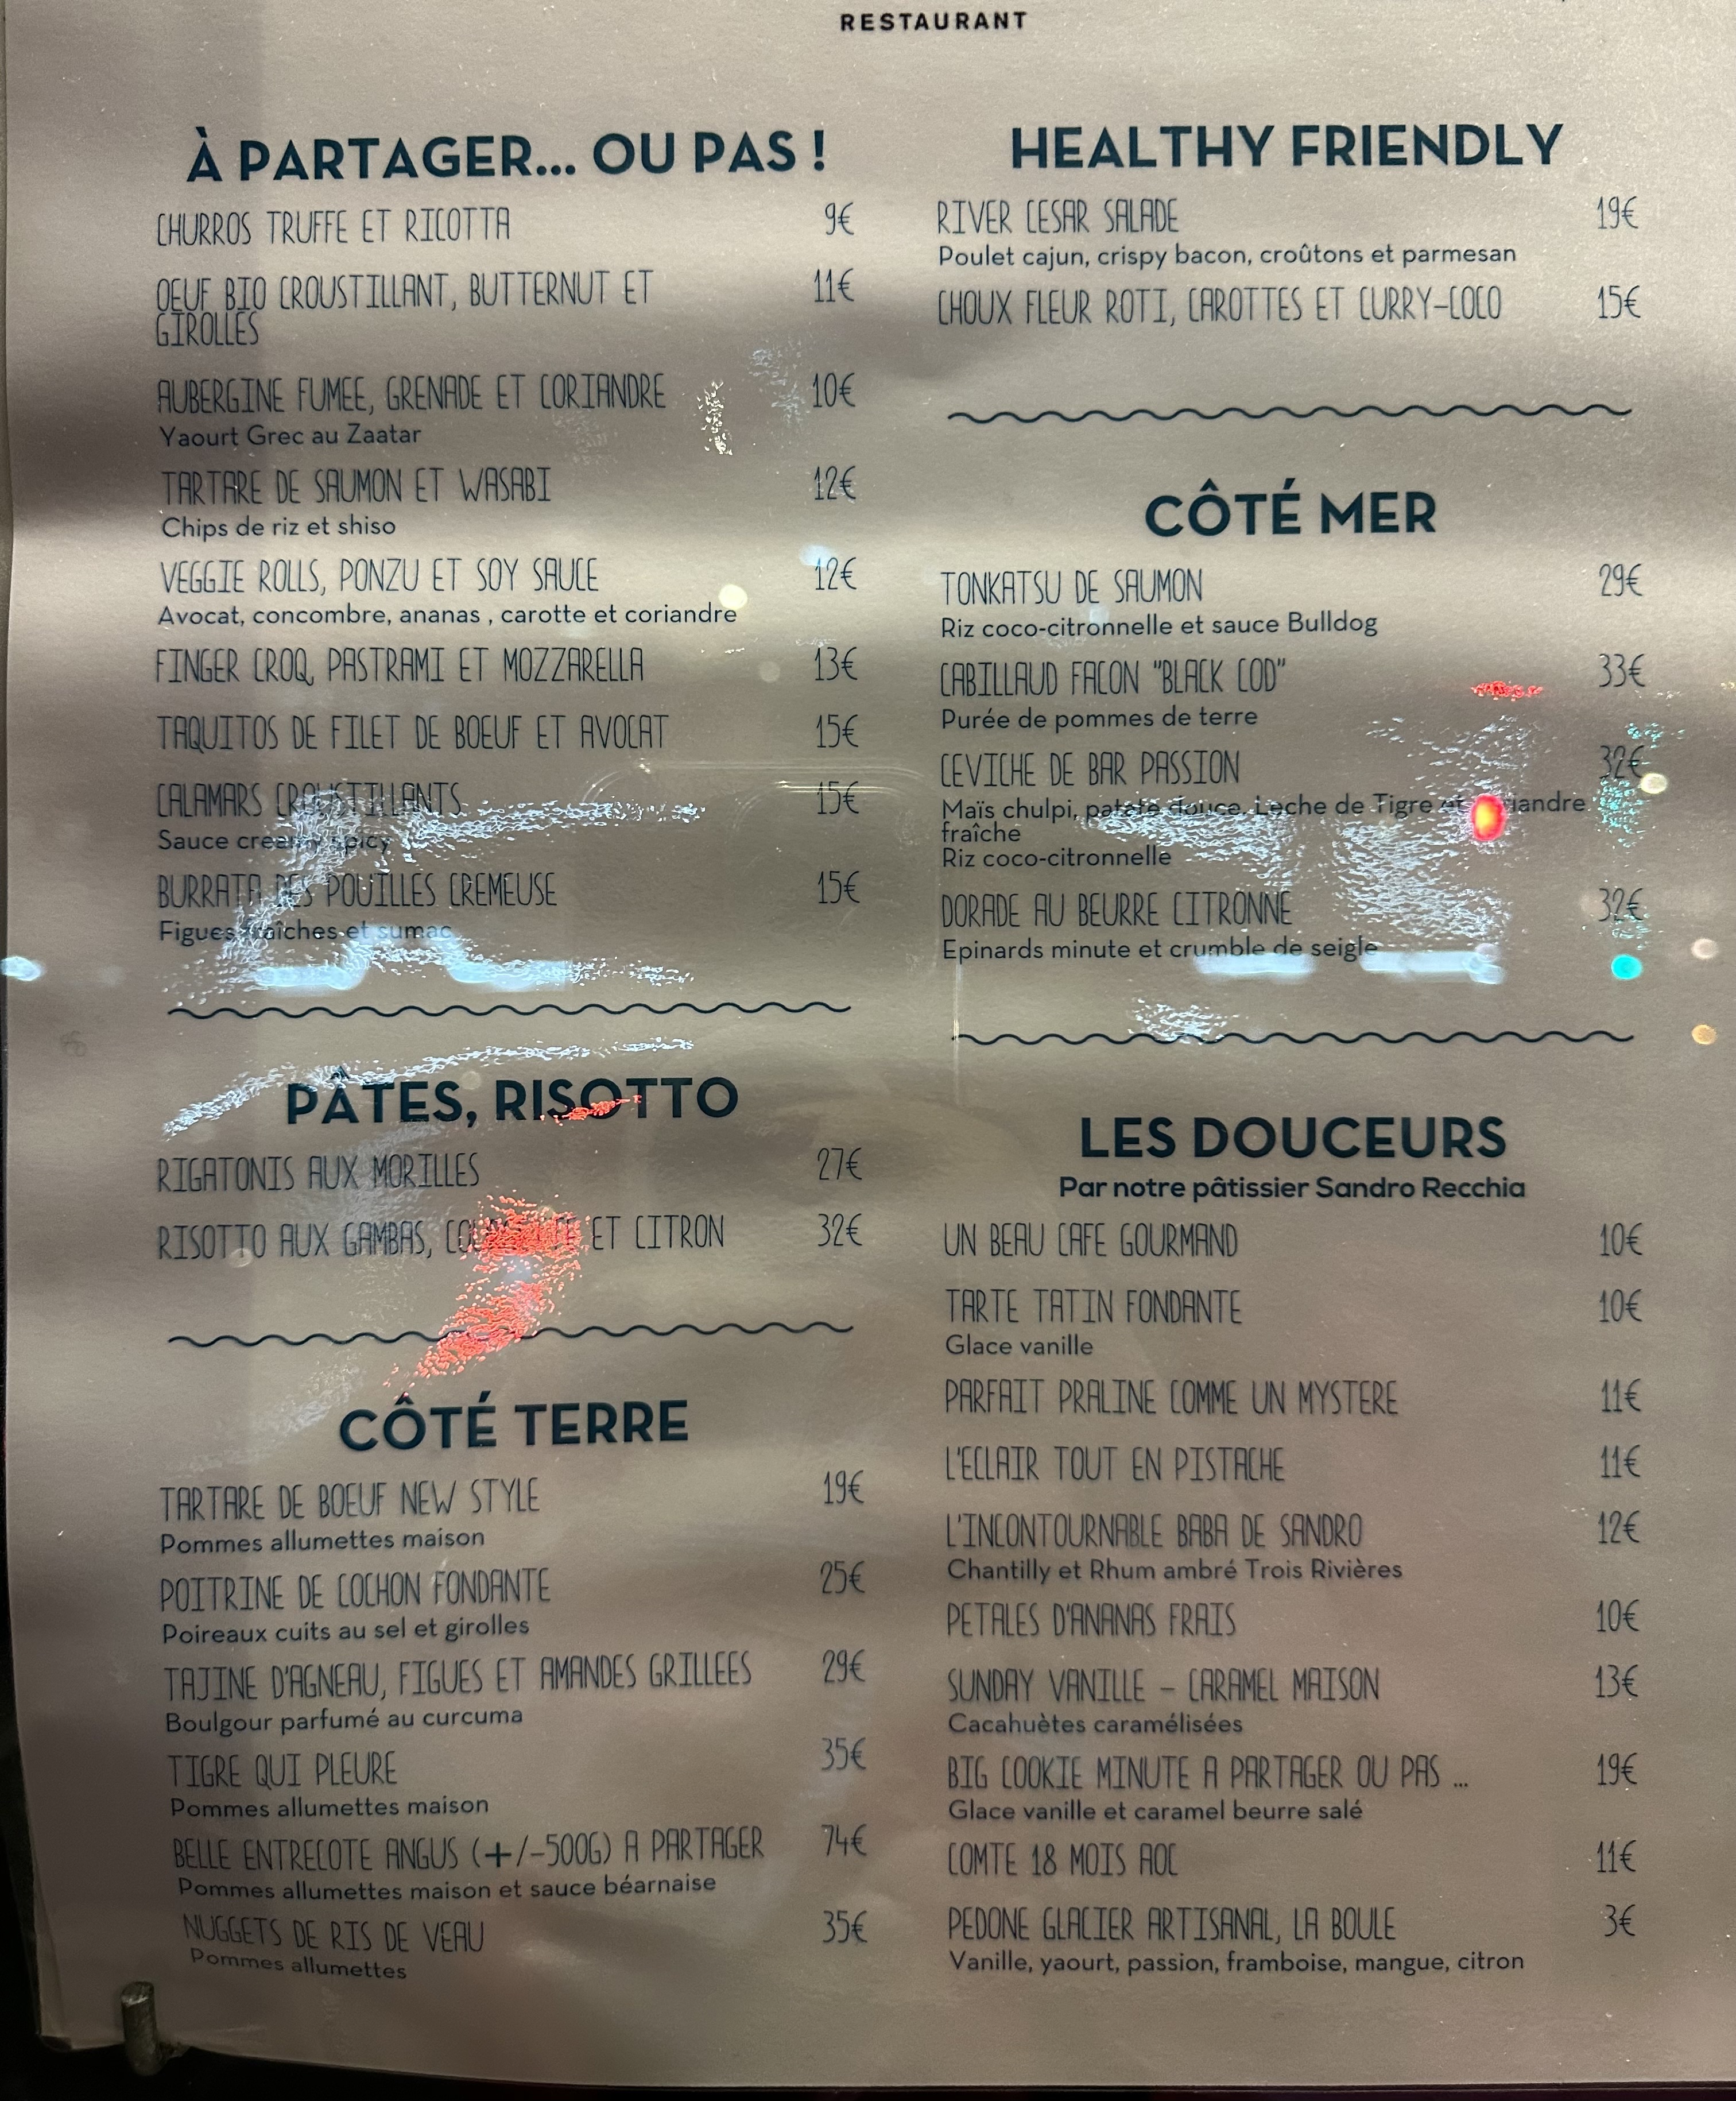 RESTAURANT
À PARTAGER... OU PAS !
CHURROS TRUFFE ET RICOTTA 9€
OEUF BIO CROUSTILLANT, BUTTERNUT ET 11€
GIROLLES
AUBERGINE FUMEE, GRENADE ET CORIANDRE 10€
Yaourt Grec au Zaatar
TARTARE DE SAUMON ET WASABI 12€
Chips de riz et shiso
VEGGIE ROLLS, PONZU ET SOY SAUCE 12€
Avocat, concombre, ananas , carotte et coriandre
FINGER CROQ, PASTRAMI ET MOZZARELLA 13€
TAQUITOS DE FILET DE BOEUF ET AVOCAT 15€
CALAMARS CROUSTILLANTS 15€
Sauce creamy spicy
BURRATA DES POUILLES CREMEUSE 15€
Figues fraîches et sumac
PÂTES, RISOTTO
RIGATONIS AUX MORILLES 27€
RISOTTO AUX GAMBAS, ET CITRON 32€
CÔTÉ TERRE
TARTARE DE BOEUF NEW STYLE 19€
Pommes allumettes maison
POITRINE DE COCHON FONDANTE 25€
Poireaux cuits au sel et girolles
TAJINE D'AGNEAU, FIGUES ET AMANDES GRILLEES 29€
Boulgour parfumé au curcuma
TIGRE QUI PLEURE 35€
Pommes allumettes maison
BELLE ENTRECOTE ANGUS (+/-500G) A PARTAGER 74€
Pommes allumettes maison et sauce béarnaise
NUGGETS DE RIS DE VEAU 35€
Pommes allumettes
HEALTHY FRIENDLY
RIVER CESAR SALADE 19€
Poulet cajun, crispy bacon, croûtons et parmesan
CHOUX FLEUR ROTI, CAROTTES ET CURRY-COCO 15€
CÔTÉ MER
TONKATSU DE SAUMON 29€
Riz coco-citronnelle et sauce Bulldog
CABILLAUD FACON "BLACK COD" 33€
Purée de pommes de terre
CEVICHE DE BAR PASSION 32€
Maïs chulpi, patate douce, Leche de Tigre et coriandre
fraîche
Riz coco-citronnelle
DORADE AU BEURRE CITRONNE 32€
Epinards minute et crumble de seigle
LES DOUCEURS
Par notre pâtissier Sandro Recchia
UN BEAU CAFE GOURMAND 10€
TARTE TATIN FONDANTE 10€
Glace vanille
PARFAIT PRALINE COMME UN MYSTERE 11€
L'ECLAIR TOUT EN PISTACHE 11€
L'INCONTOURNABLE BABA DE SANDRO 12€
Chantilly et Rhum ambré Trois Rivières
PETALES D'ANANAS FRAIS 10€
SUNDAY VANILLE - CARAMEL MAISON 13€
Cacahuètes caramélisées
BIG COOKIE MINUTE A PARTAGER OU PAS ... 19€
Glace vanille et caramel beurre salé
COMTE 18 MOIS AOC 11€
PEDONE GLACIER ARTISANAL, LA BOULE 3€
Vanille, yaourt, passion, framboise, mangue, citron